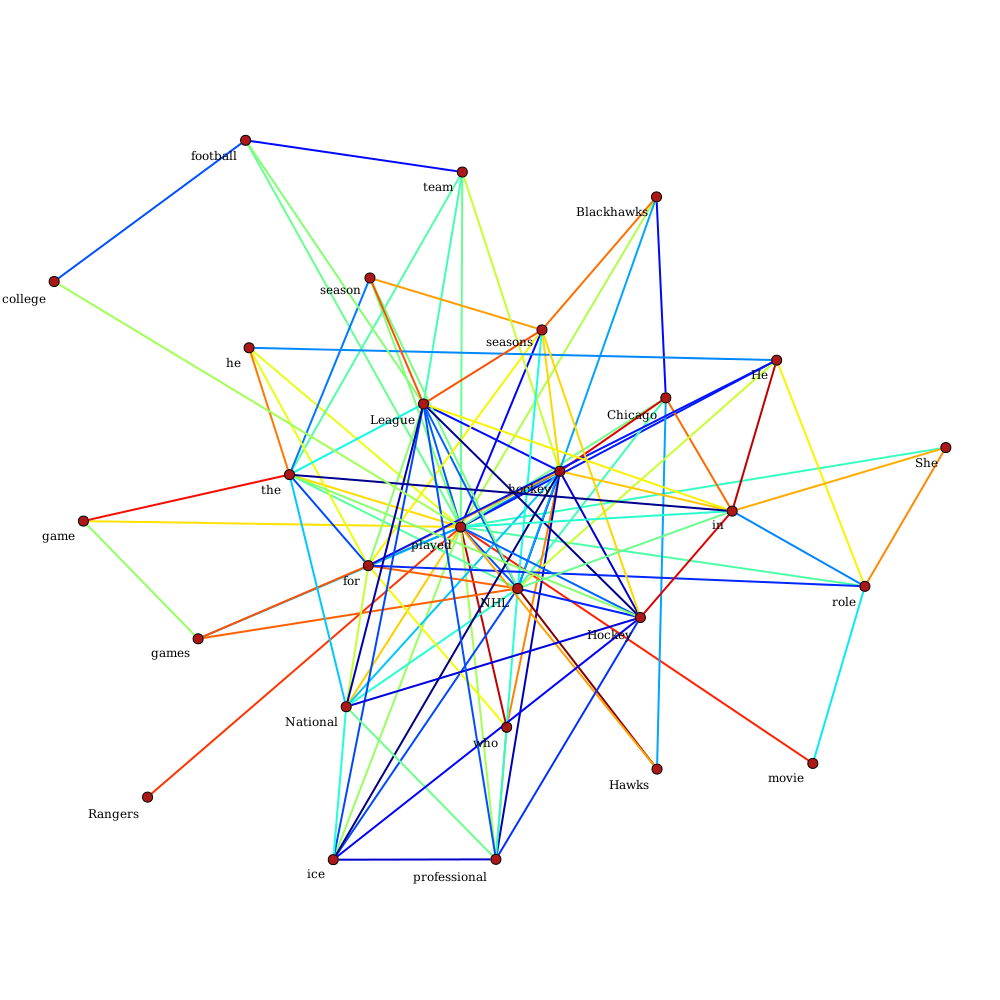 football
team
Blackhawks
college
season
seasons
he
He
Chicago
League
She
the
hockey
in
game
played
for
NHL
role
Hockey
games
National
who
movie
Hawks
Rangers
ice
professional